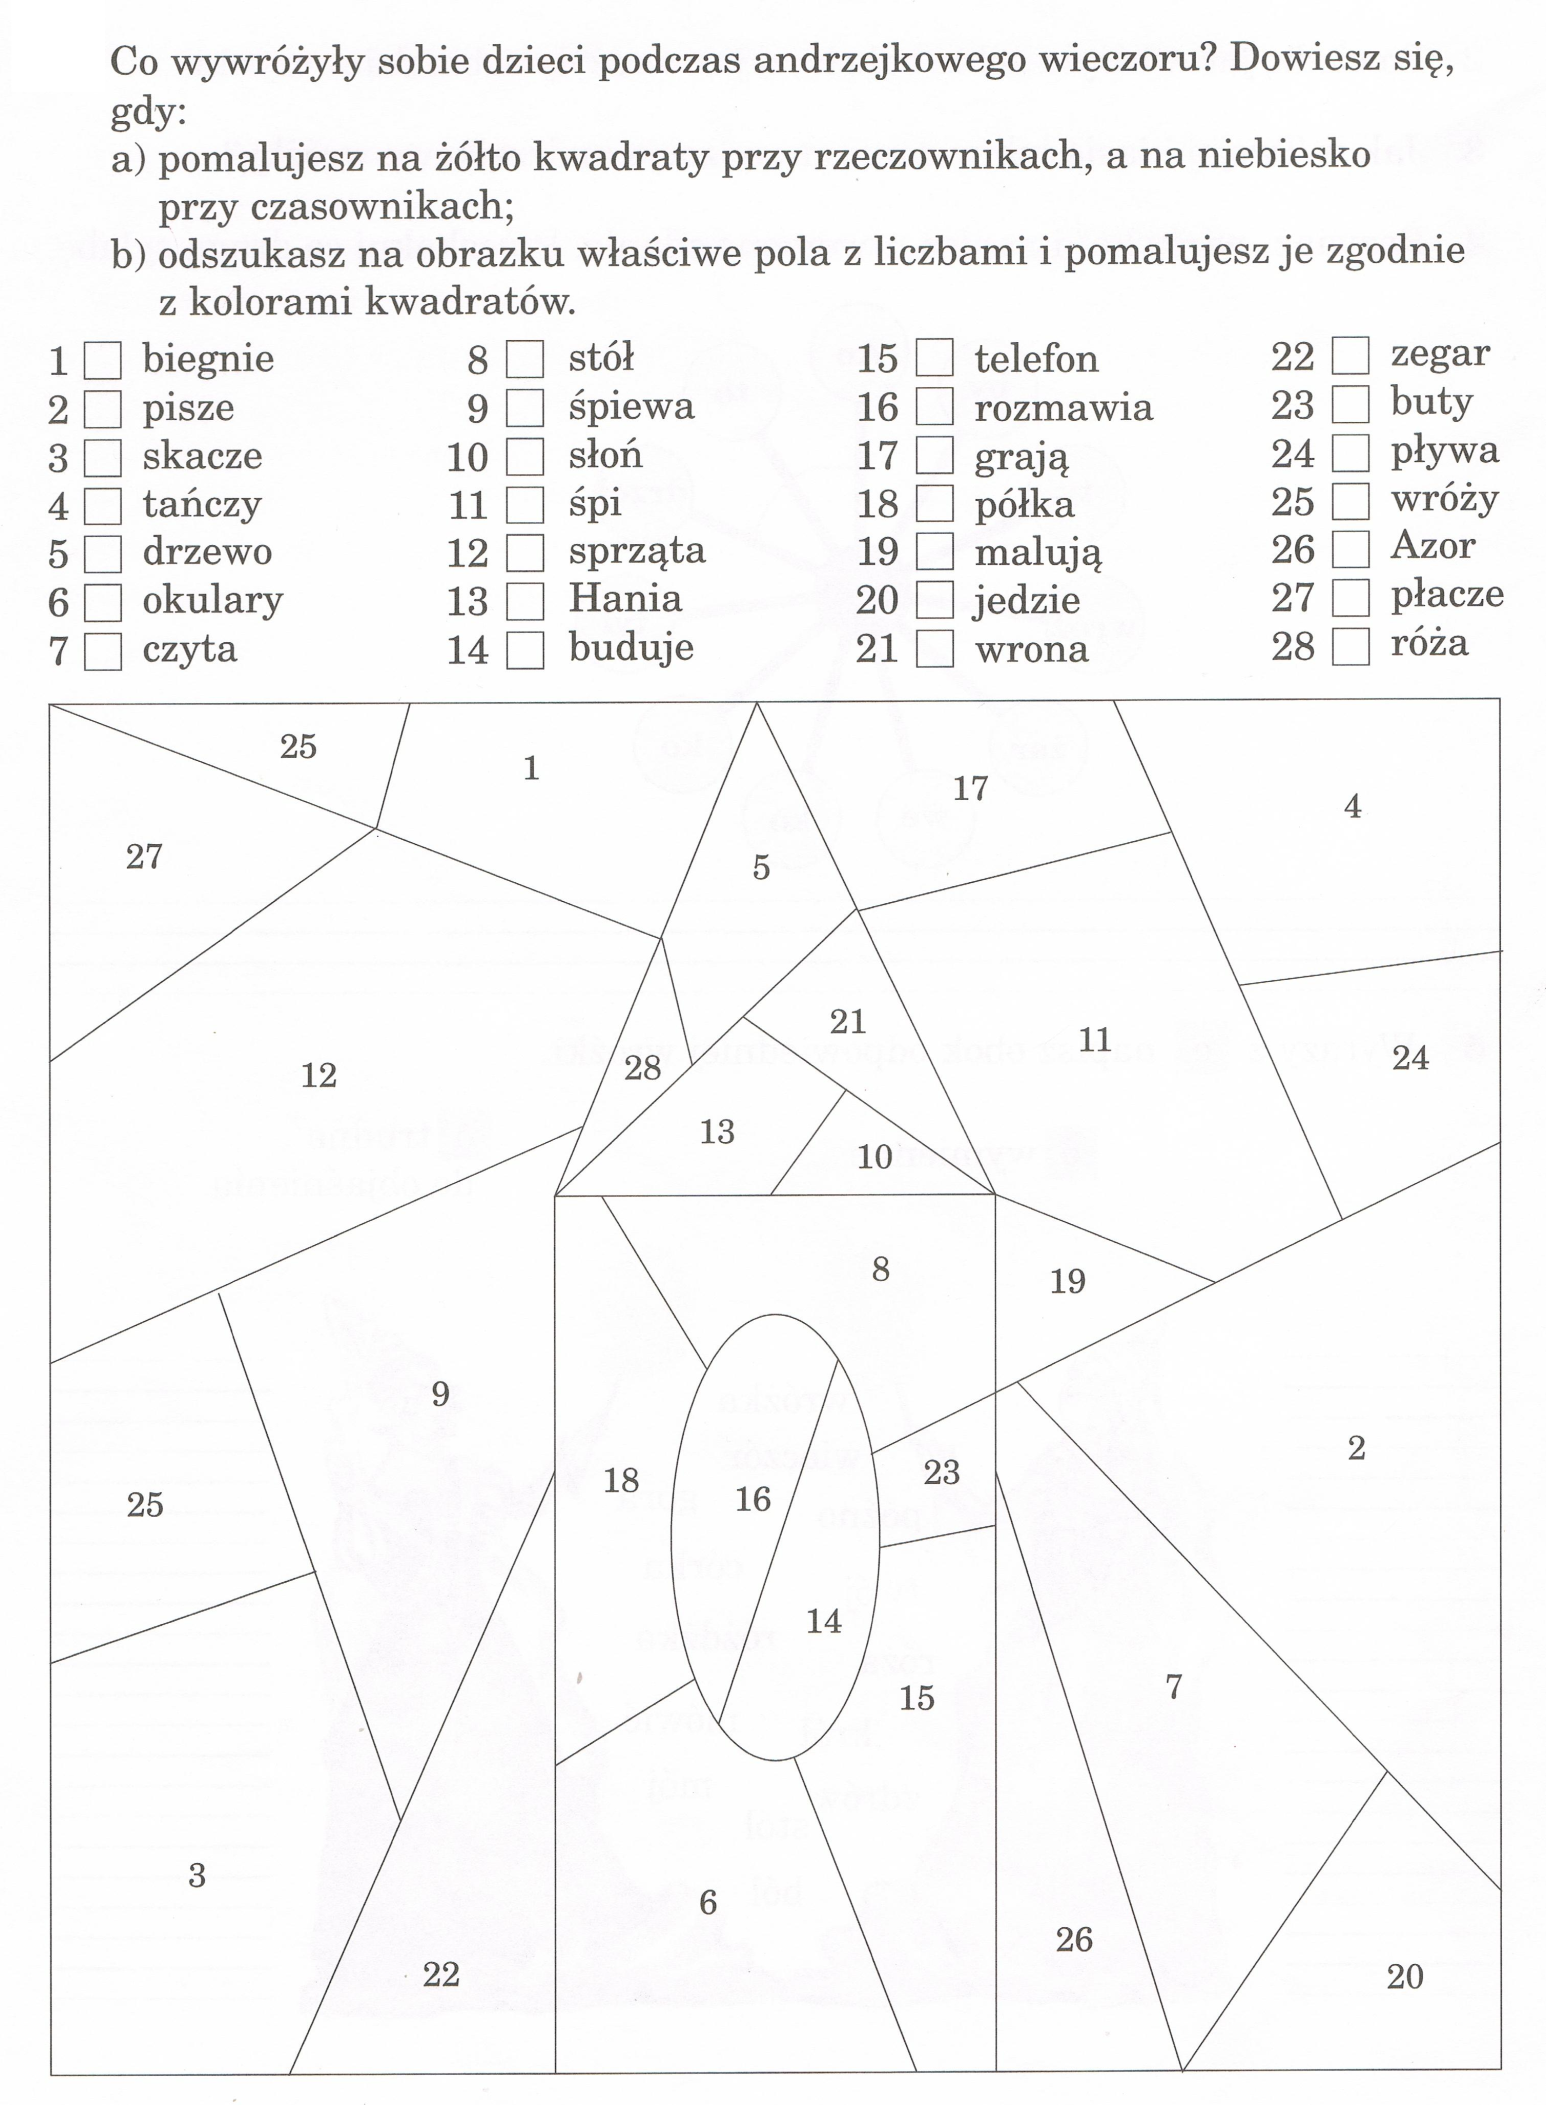 Co wywróżyły sobie dzieci podczas andrzejkowego wieczoru? Dowiesz się,
gdy:
a) pomalujesz na żółto kwadraty przy rzeczownikach, a na niebiesko
przy czasownikach;
b) odszukasz na obrazku właściwe pola z liczbami i pomalujesz je zgodnie
z kolorami kwadratów.
1 biegnie
2 pisze
3 skacze
4 tańczy
5 drzewo
6 okulary
7 czyta
8 stół
9 śpiewa
10 słoń
11 śpi
12 sprząta
13 Hania
14 buduje
15 telefon
16 rozmawia
17 grają
18 półka
19 malują
20 jedzie
21 wrona
22 zegar
23 buty
24 pływa
25 wróży
26 Azor
27 płacze
28 róża
25
1
17
4
27
5
21
11
24
12
28
13
10
8
19
9
2
25
18
16
23
14
7
15
3
6
26
22
20